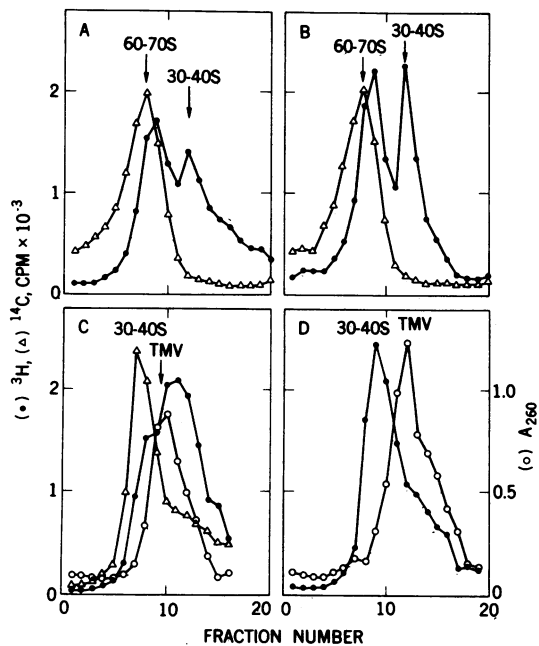 A
60-70S
30-40S
B
60-70S
30-40S
2
1
0
C
30-40S
TMV
D
30-40S
TMV
2
1
0
1.0
0.5
0
0
10
20
0
10
20
(•) ³H, (△) ¹⁴C, CPM × 10⁻³
(○) A₂₆₀
FRACTION NUMBER